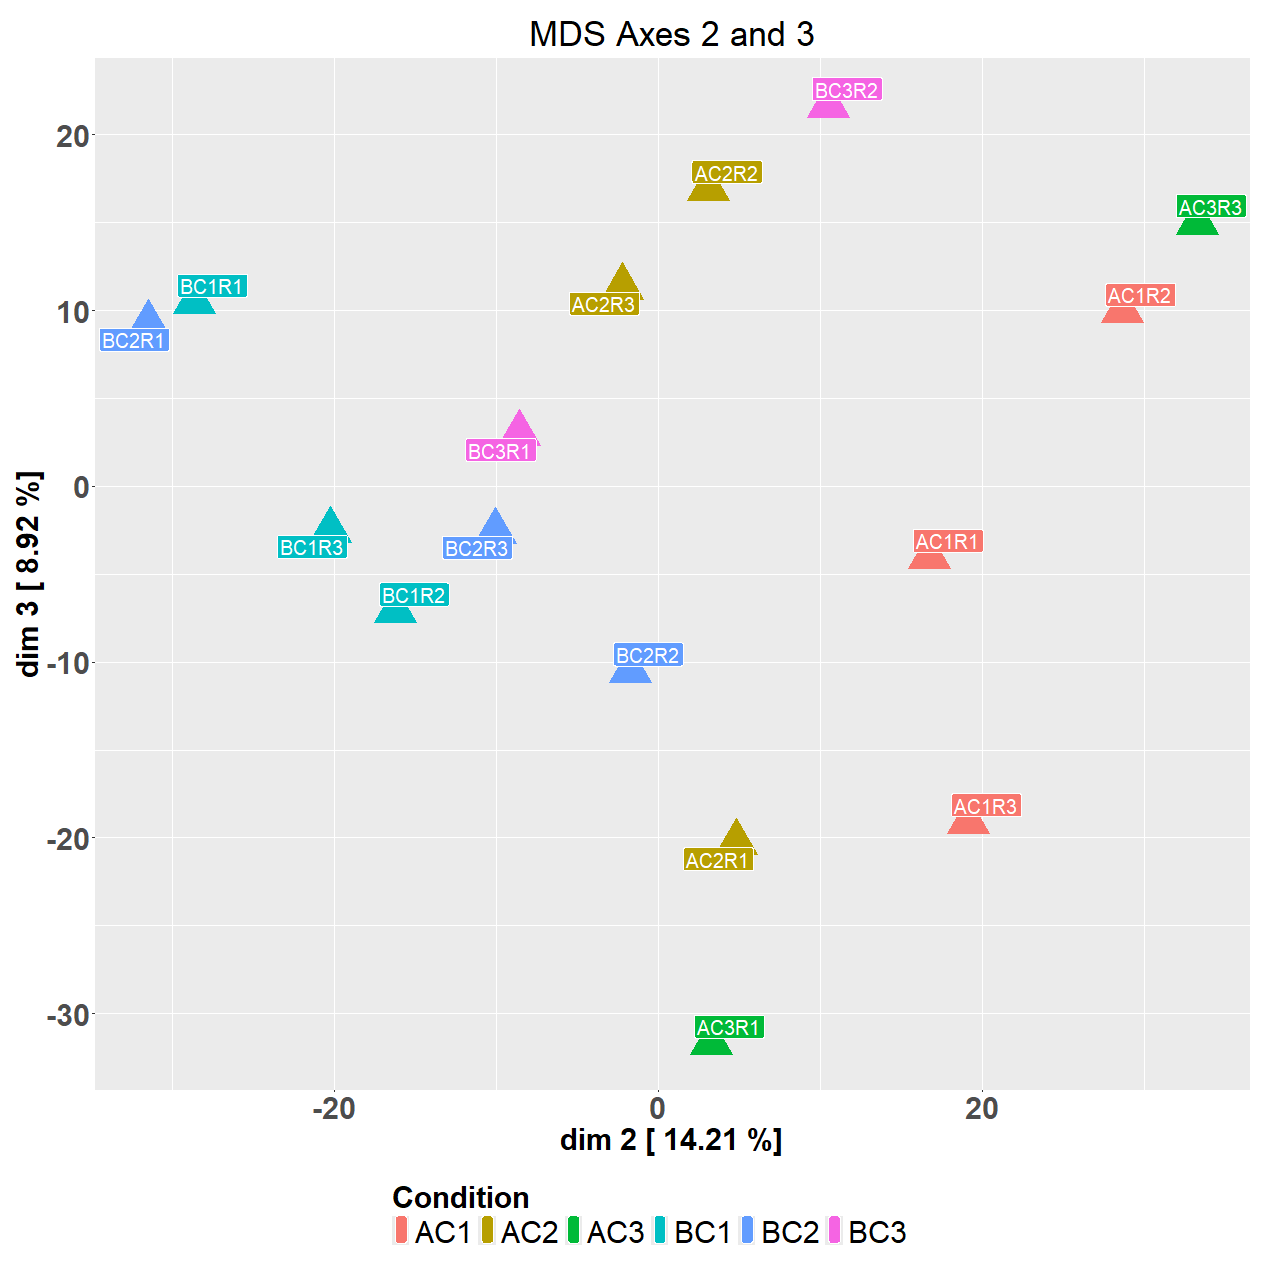 MDS Axes 2 and 3
BC3R2
20
AC2R2
AC3R3
BC1R1
AC2R3
AC1R2
10
BC2R1
BC3R1
0
dim 3 [ 8.92 %]
AC1R1
BC1R3
BC2R3
BC1R2
BC2R2
-10
AC1R3
-20
AC2R1
-30
AC3R1
-20 0 20
dim 2 [ 14.21 %]
Condition
AC1 AC2 AC3 BC1 BC2 BC3